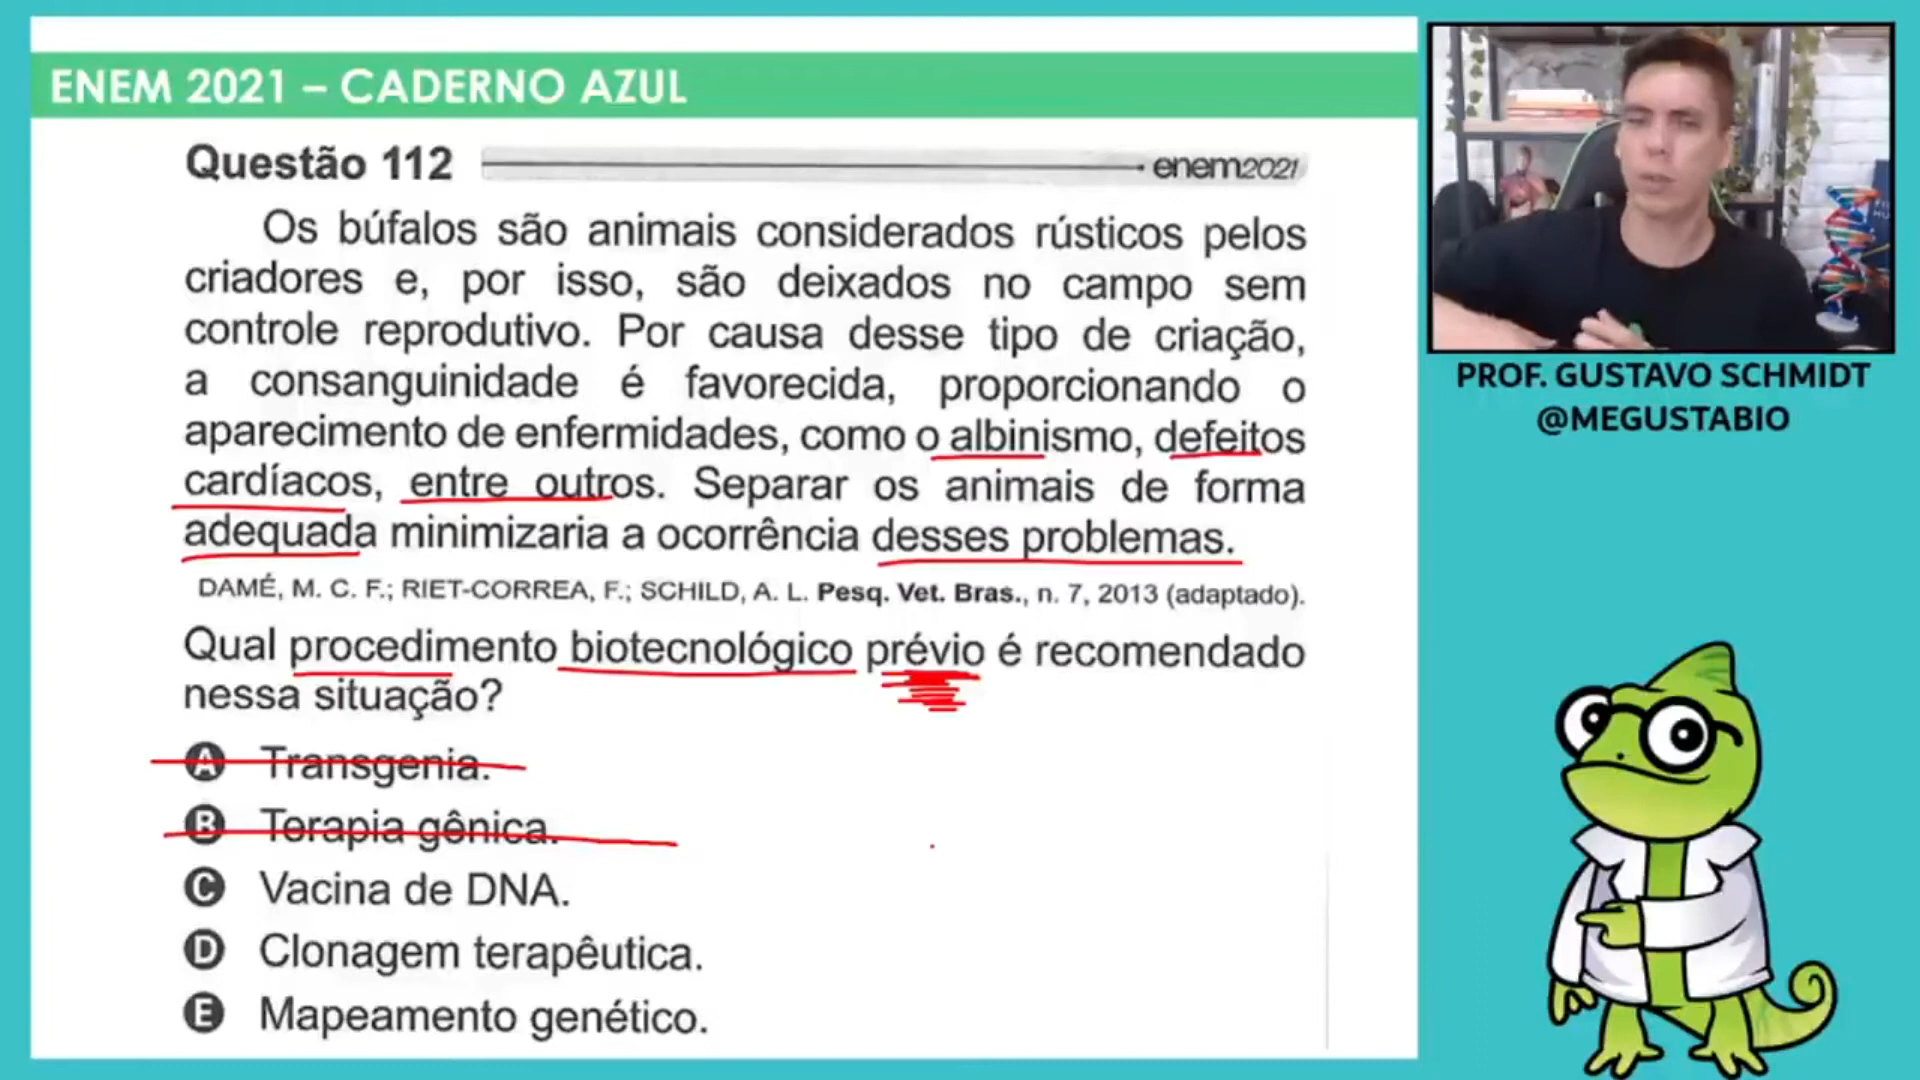 ENEM 2021 – CADERNO AZUL
Questão 112
enem2021
Os búfalos são animais considerados rústicos pelos
criadores e, por isso, são deixados no campo sem
controle reprodutivo. Por causa desse tipo de criação,
a consanguinidade é favorecida, proporcionando o
aparecimento de enfermidades, como o albinismo, defeitos
cardíacos, entre outros. Separar os animais de forma
adequada minimizaria a ocorrência desses problemas.
DAMÉ, M. C. F.; RIET-CORREA, F.; SCHILD, A. L. Pesq. Vet. Bras., n. 7, 2013 (adaptado).
Qual procedimento biotecnológico prévio é recomendado
nessa situação?
A Transgenia.
B Terapia gênica.
C Vacina de DNA.
D Clonagem terapêutica.
E Mapeamento genético.
PROF. GUSTAVO SCHMIDT
@MEGUSTABIO